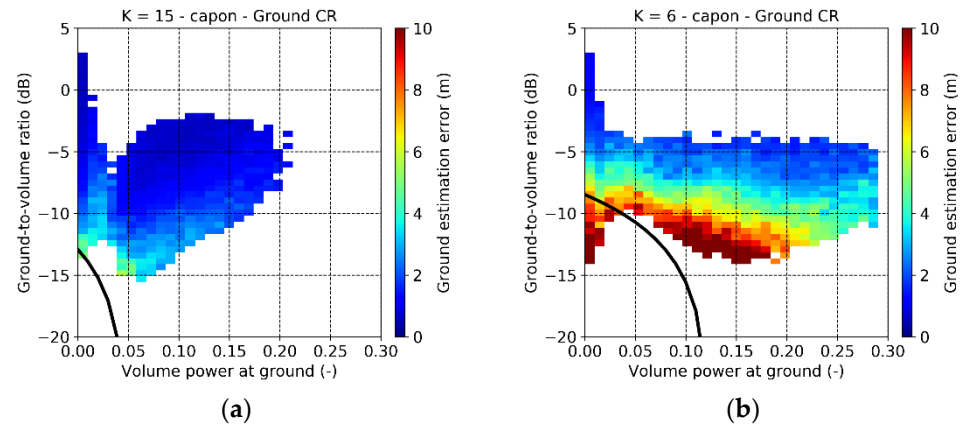 K = 15 - capon - Ground CR
5
0
−5
−10
−15
−20
Ground-to-volume ratio (dB)
0.00 0.05 0.10 0.15 0.20 0.25 0.30
Volume power at ground (-)
10
8
6
4
2
0
Ground estimation error (m)
(a)
K = 6 - capon - Ground CR
5
0
−5
−10
−15
−20
Ground-to-volume ratio (dB)
0.00 0.05 0.10 0.15 0.20 0.25 0.30
Volume power at ground (-)
10
8
6
4
2
0
Ground estimation error (m)
(b)